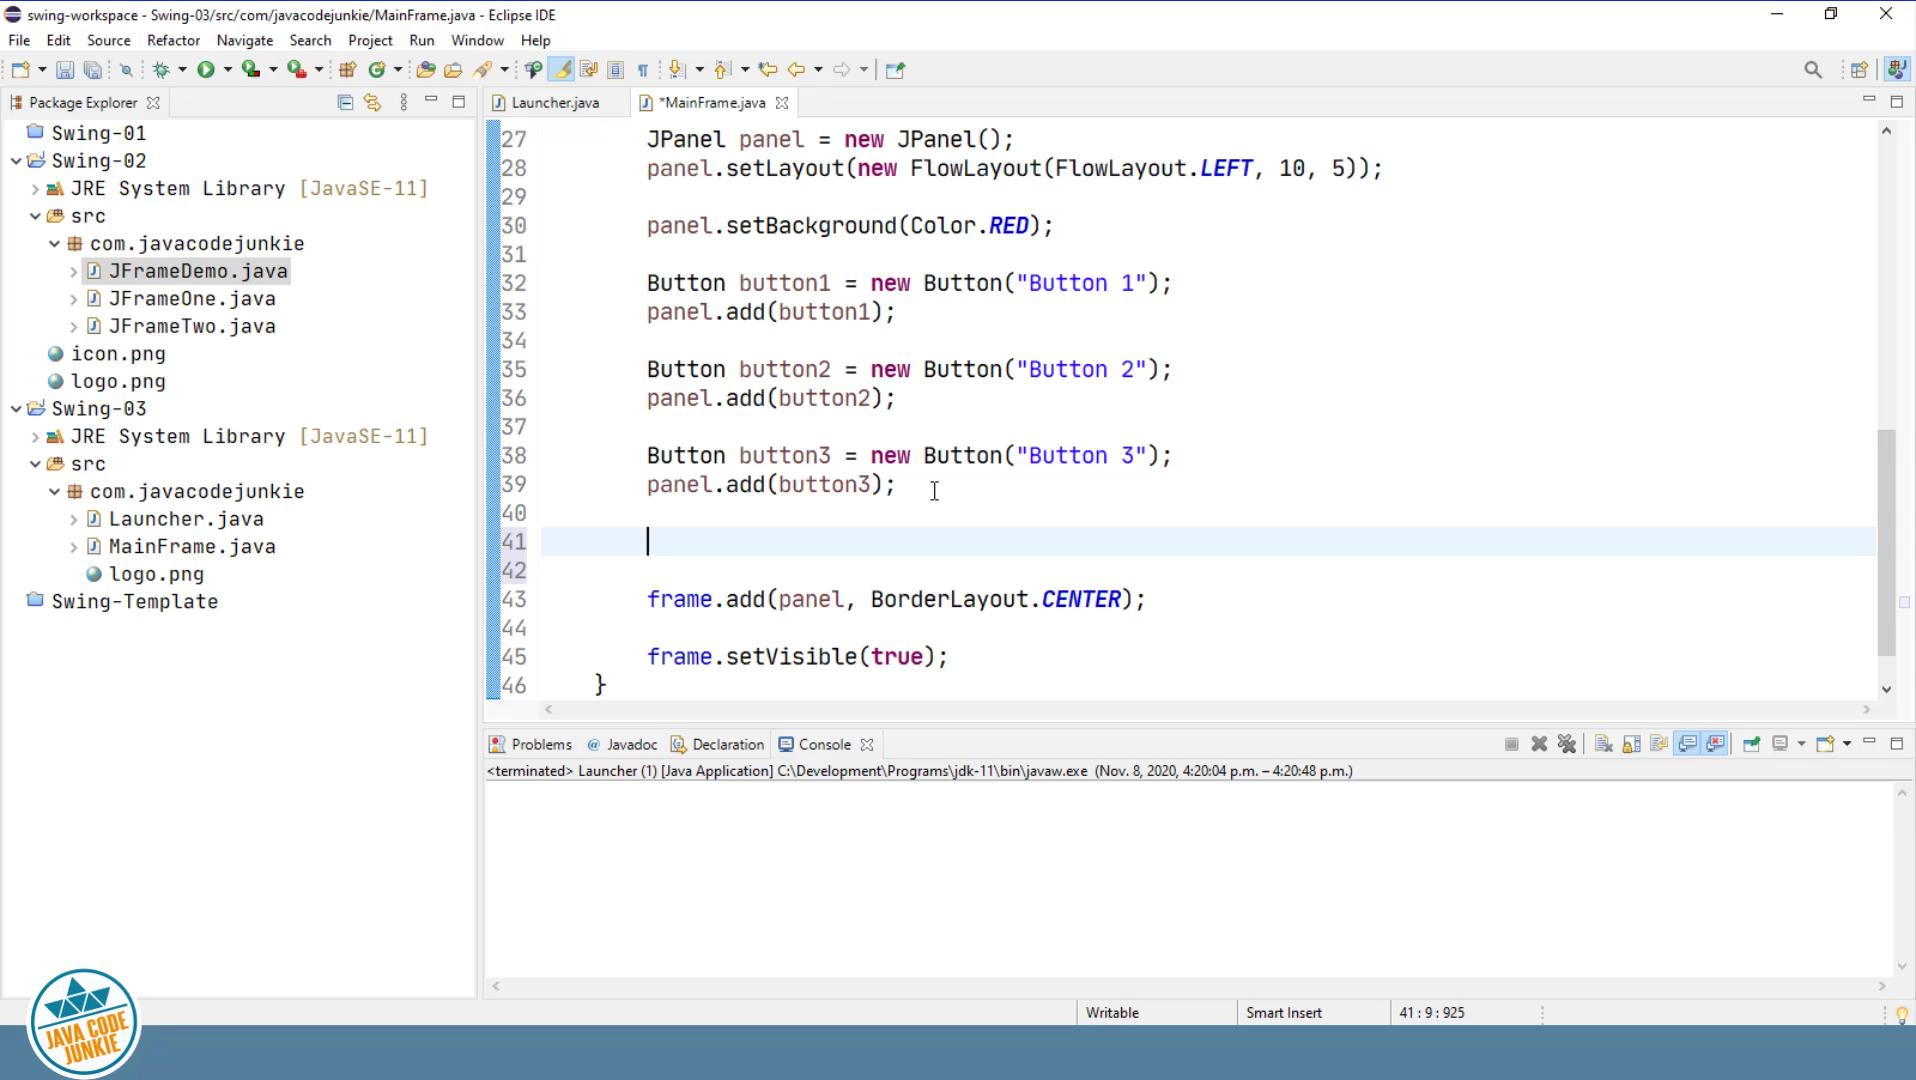 swing-workspace - Swing-03/src/com/javacodejunkie/MainFrame.java - Eclipse IDE
File Edit Source Refactor Navigate Search Project Run Window Help
Package Explorer
Swing-01
Swing-02
JRE System Library [JavaSE-11]
src
com.javacodejunkie
JFrameDemo.java
JFrameOne.java
JFrameTwo.java
icon.png
logo.png
Swing-03
JRE System Library [JavaSE-11]
src
com.javacodejunkie
Launcher.java
MainFrame.java
logo.png
Swing-Template
Launcher.java *MainFrame.java
27 JPanel panel = new JPanel();
28 panel.setLayout(new FlowLayout(FlowLayout.LEFT, 10, 5));
29
30 panel.setBackground(Color.RED);
31
32 Button button1 = new Button("Button 1");
33 panel.add(button1);
34
35 Button button2 = new Button("Button 2");
36 panel.add(button2);
37
38 Button button3 = new Button("Button 3");
39 panel.add(button3);
40
41
42
43 frame.add(panel, BorderLayout.CENTER);
44
45 frame.setVisible(true);
46 }
Problems @ Javadoc Declaration Console
<terminated> Launcher (1) [Java Application] C:\Development\Programs\jdk-11\bin\javaw.exe (Nov. 8, 2020, 4:20:04 p.m. – 4:20:48 p.m.)
Writable Smart Insert 41 : 9 : 925
JAVA CODE
JUNKIE